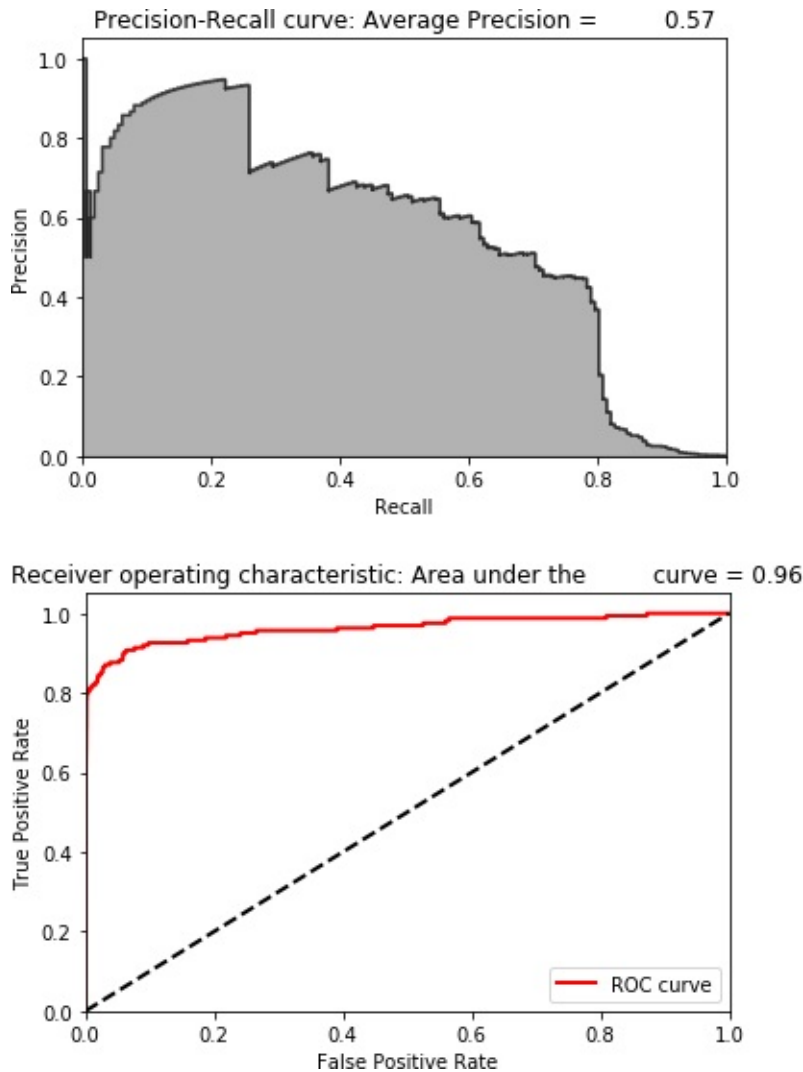 Precision-Recall curve: Average Precision = 0.57
1.0
0.8
0.6
0.4
0.2
0.0
Precision
0.0 0.2 0.4 0.6 0.8 1.0
Recall
Receiver operating characteristic: Area under the curve = 0.96
1.0
0.8
0.6
0.4
0.2
0.0
True Positive Rate
ROC curve
0.0 0.2 0.4 0.6 0.8 1.0
False Positive Rate